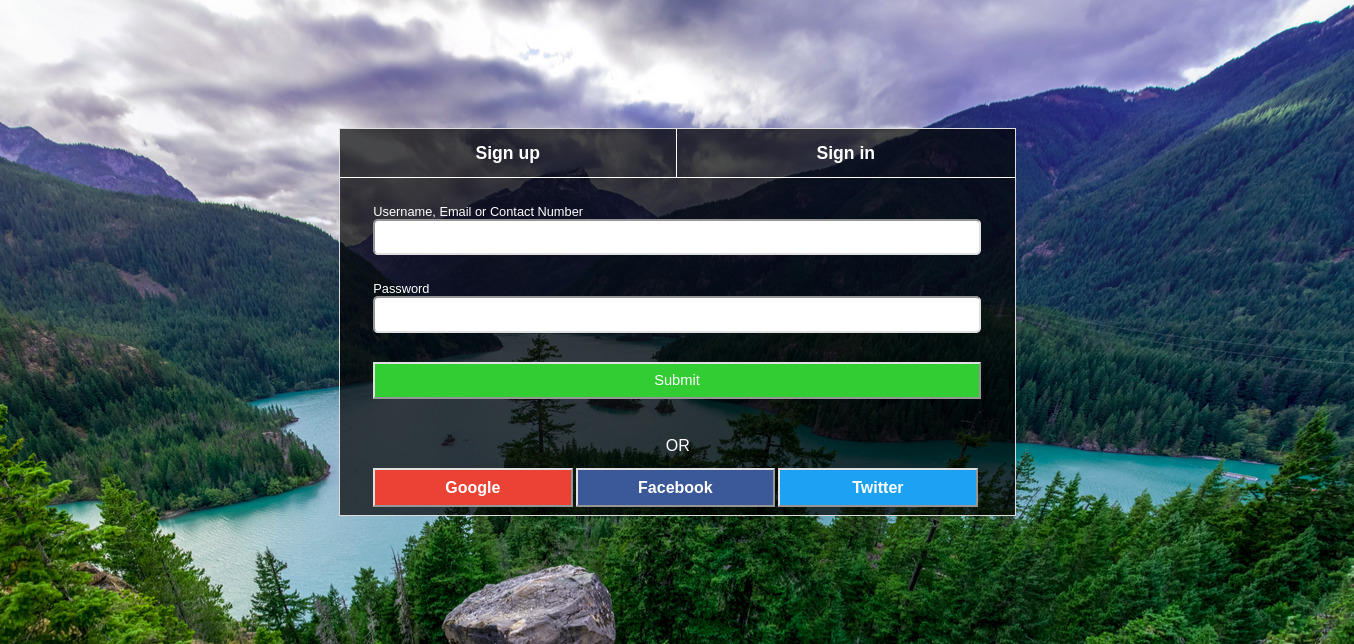 Sign up Sign in
Username, Email or Contact Number
Password
Submit
OR
Google Facebook Twitter